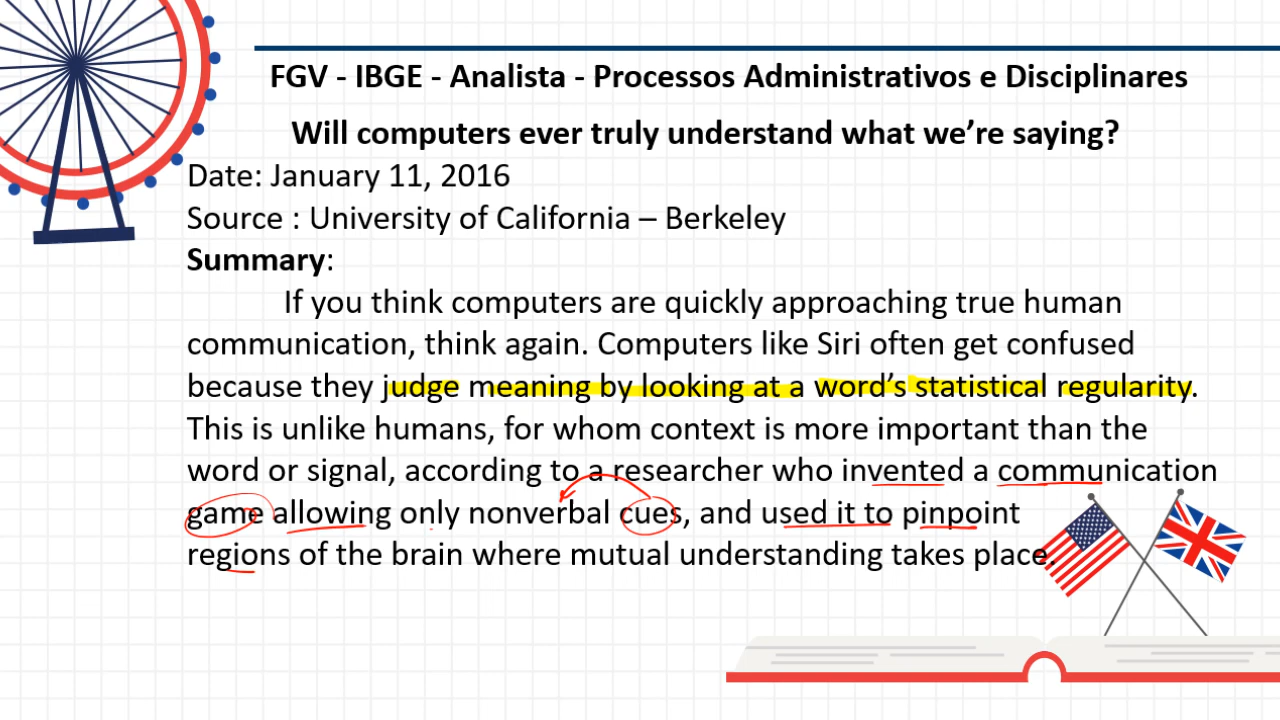 FGV - IBGE - Analista - Processos Administrativos e Disciplinares
Will computers ever truly understand what we're saying?
Date: January 11, 2016
Source : University of California – Berkeley
Summary:
If you think computers are quickly approaching true human
communication, think again. Computers like Siri often get confused
because they judge meaning by looking at a word's statistical regularity.
This is unlike humans, for whom context is more important than the
word or signal, according to a researcher who invented a communication
game allowing only nonverbal cues, and used it to pinpoint
regions of the brain where mutual understanding takes place.